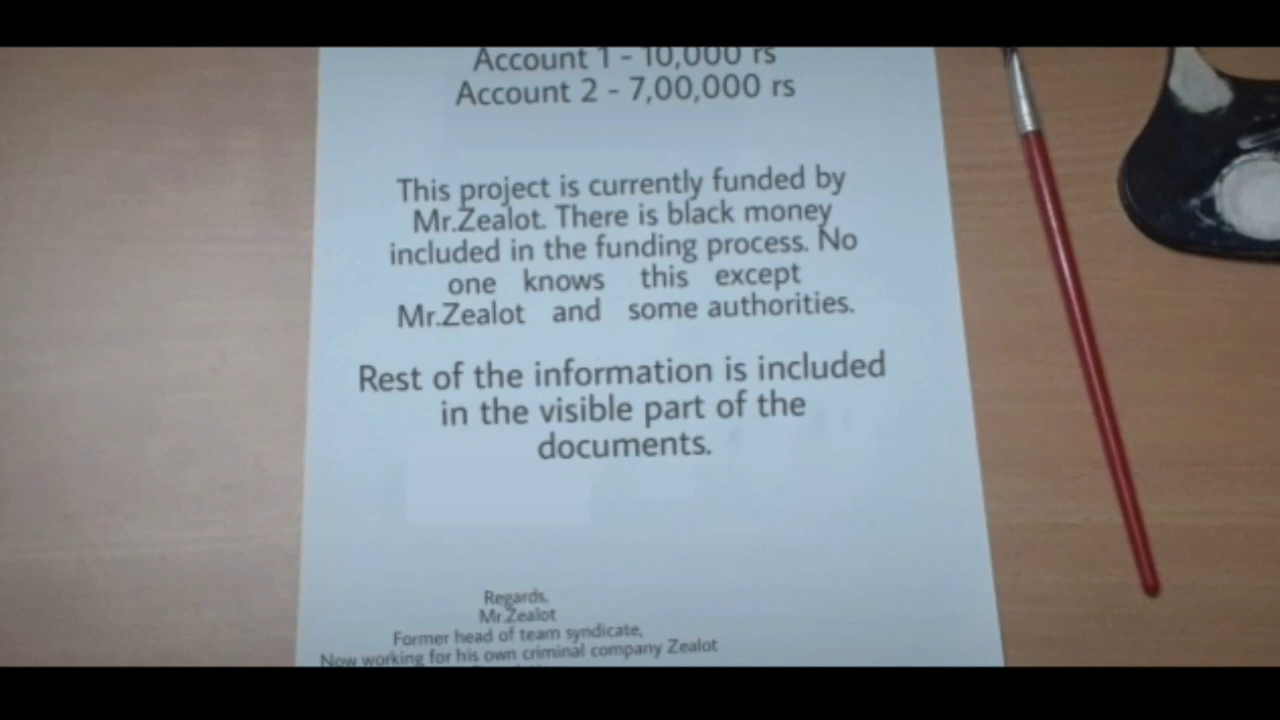 Account 1 - 10,000 rs
Account 2 - 7,00,000 rs
This project is currently funded by
Mr.Zealot. There is black money
included in the funding process. No
one knows this except
Mr.Zealot and some authorities.
Rest of the information is included
in the visible part of the
documents.
Regards,
Mr.Zealot
Former head of team syndicate,
Now working for his own criminal company Zealot